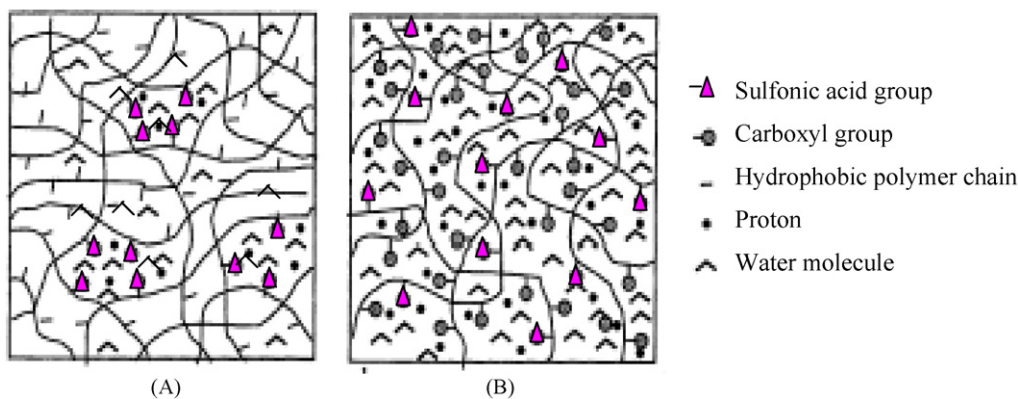 Sulfonic acid group
Carboxyl group
Hydrophobic polymer chain
Proton
Water molecule
(A)
(B)